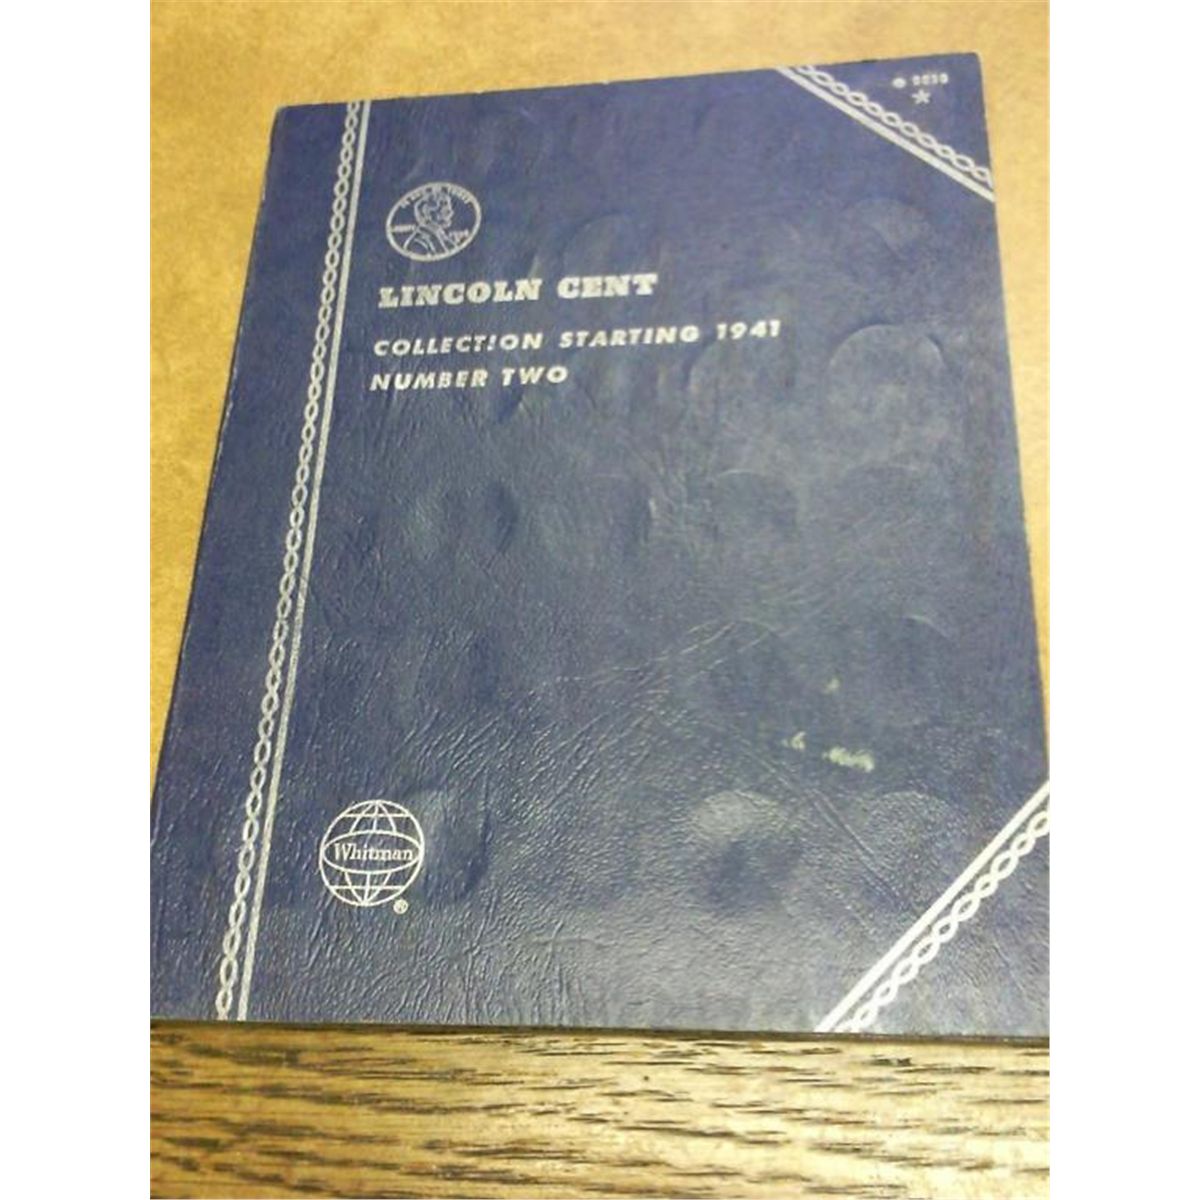 LINCOLN CENT
COLLECTION STARTING 1941
NUMBER TWO
Whitman
®